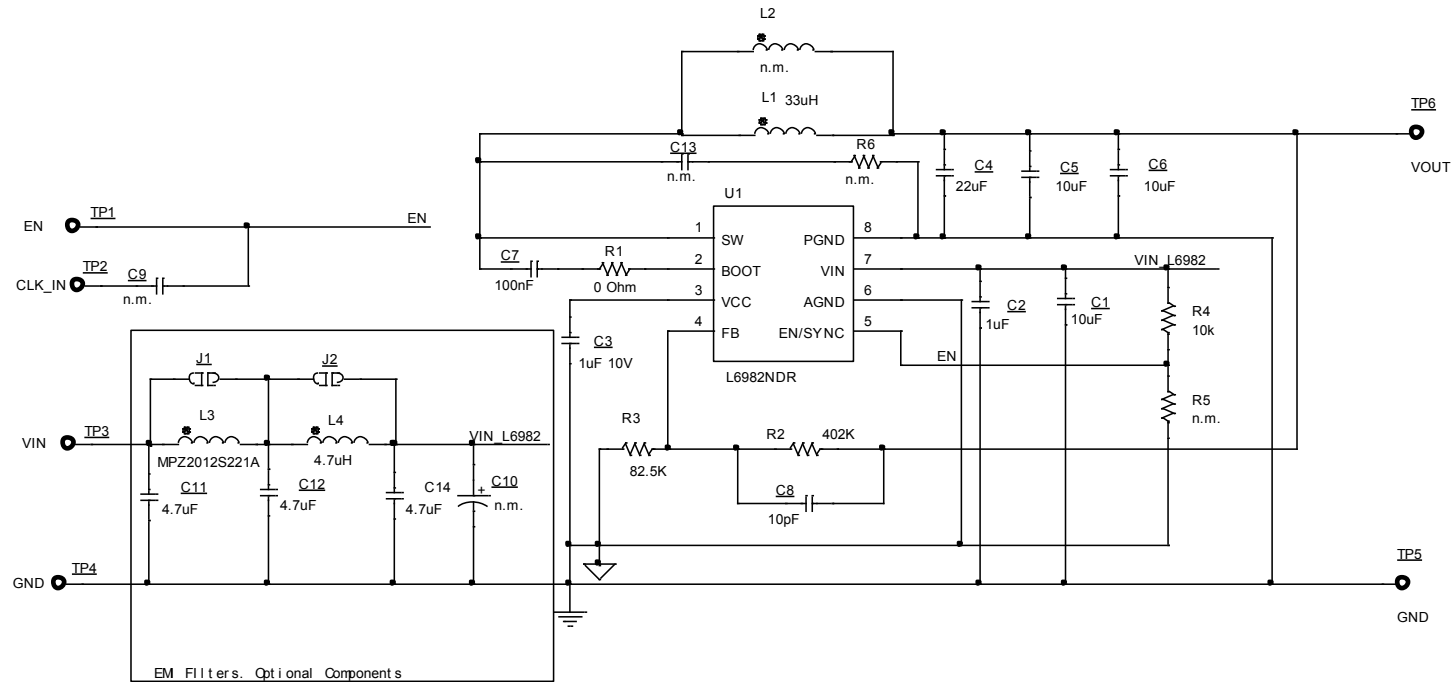 L2
n.m.
L1 33uH
TP6
VOUT
C13
n.m.
R6
n.m.
C4
22uF
C5
10uF
C6
10uF
U1
EN
TP1
EN
TP2
CLK_IN
C9
n.m.
1
SW
PGND
8
C7
100nF
R1
0 Ohm
2
BOOT
VIN
7
VIN_L6982
3
VCC
AGND
6
4
FB
EN/SYNC
5
C3
1uF 10V
C2
1uF
C1
10uF
R4
10k
EN
L6982NDR
R5
n.m.
J1
J2
L3
L4
VIN
TP3
MPZ2012S221A
4.7uH
VIN_L6982
R3
82.5K
R2
402K
C11
4.7uF
C12
4.7uF
C14
4.7uF
C10
+
n.m.
C8
10pF
GND
TP4
TP5
GND
EMI FIlters. Optional Components